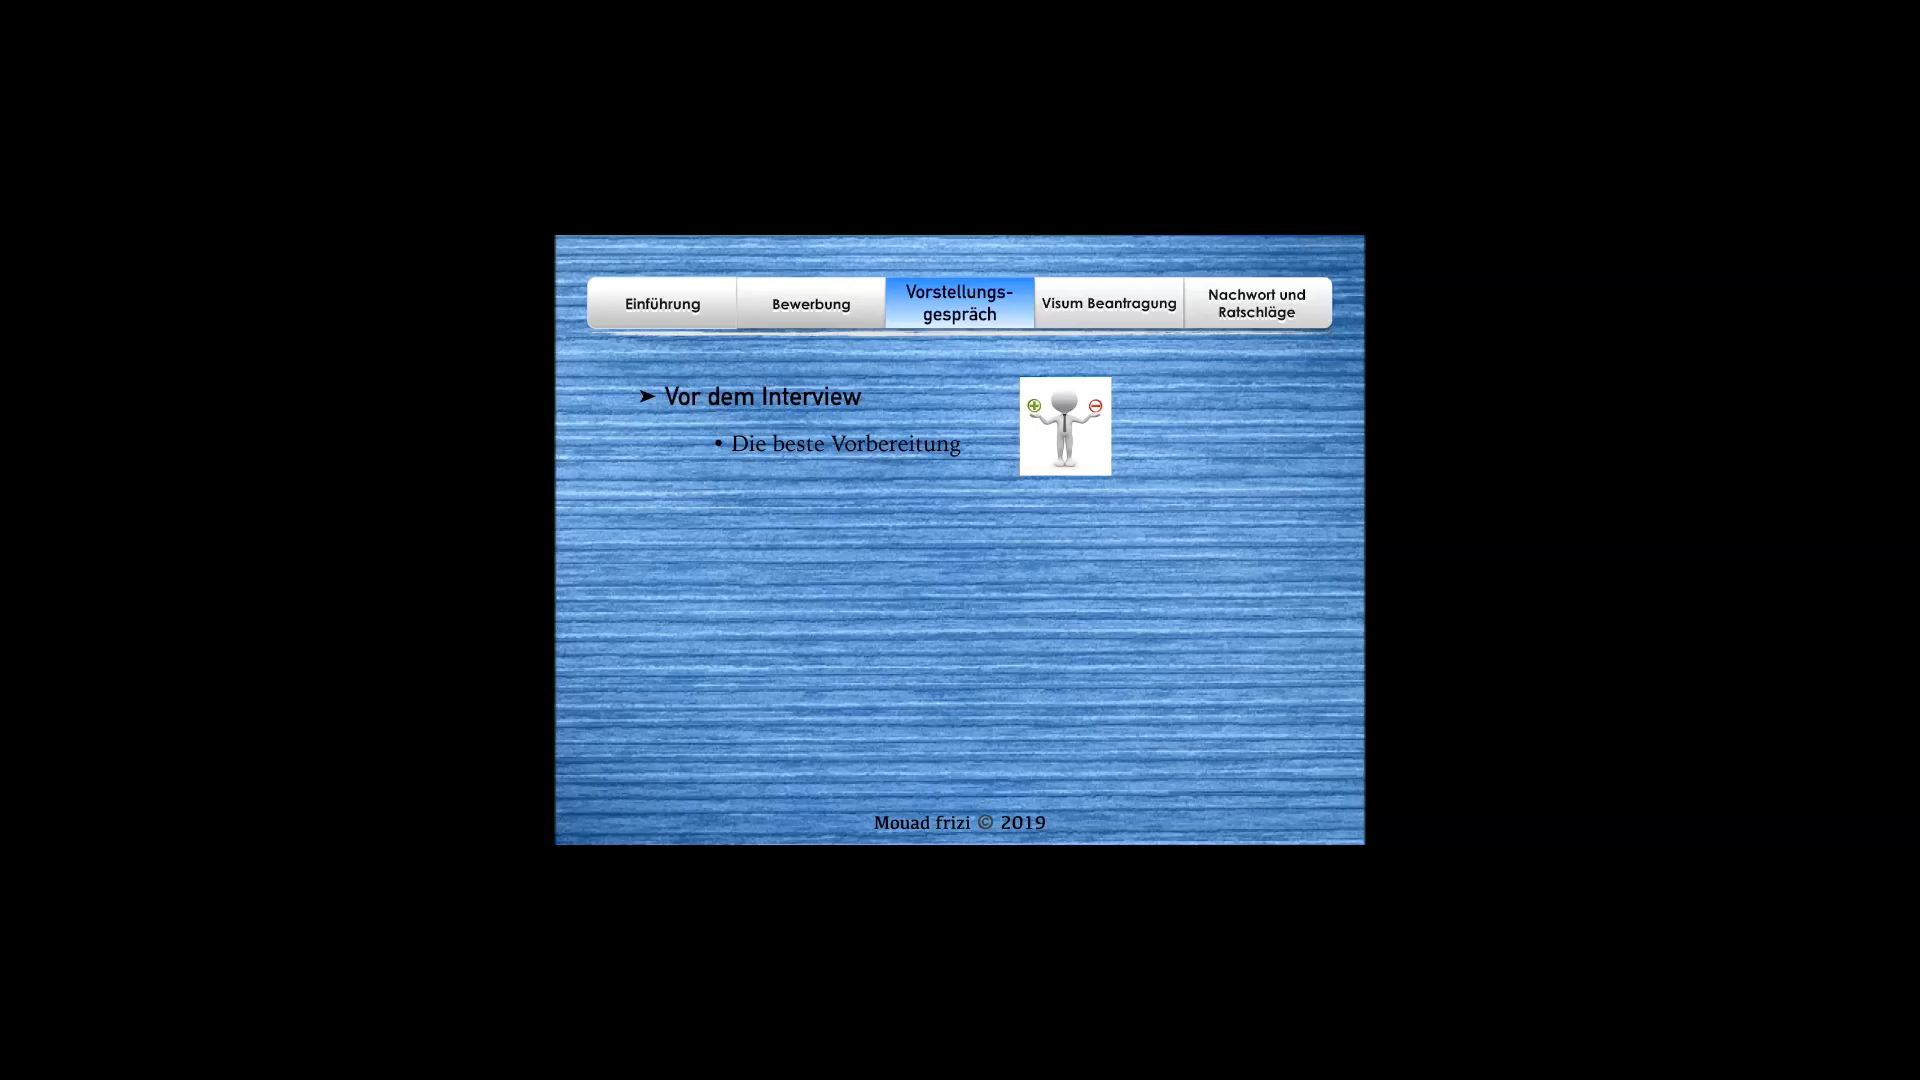 Einführung
Bewerbung
Vorstellungs-
gespräch
Visum Beantragung
Nachwort und
Ratschläge
➤ Vor dem Interview
• Die beste Vorbereitung
Mouad frizi © 2019